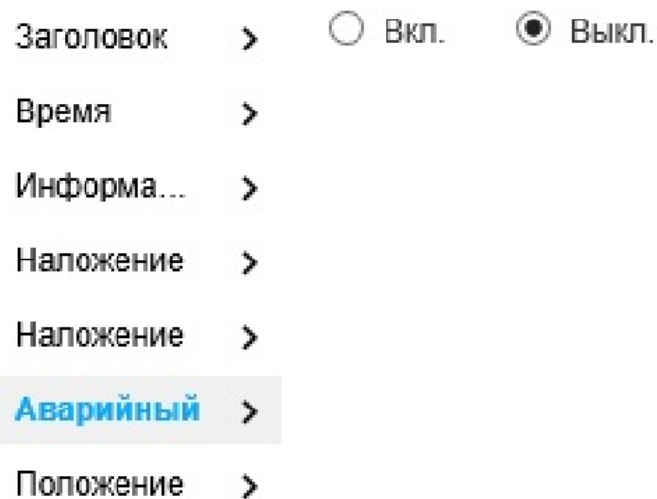 Заголовок
Вкл. Выкл.
Время
Информа...
Наложение
Наложение
Аварийный
Положение